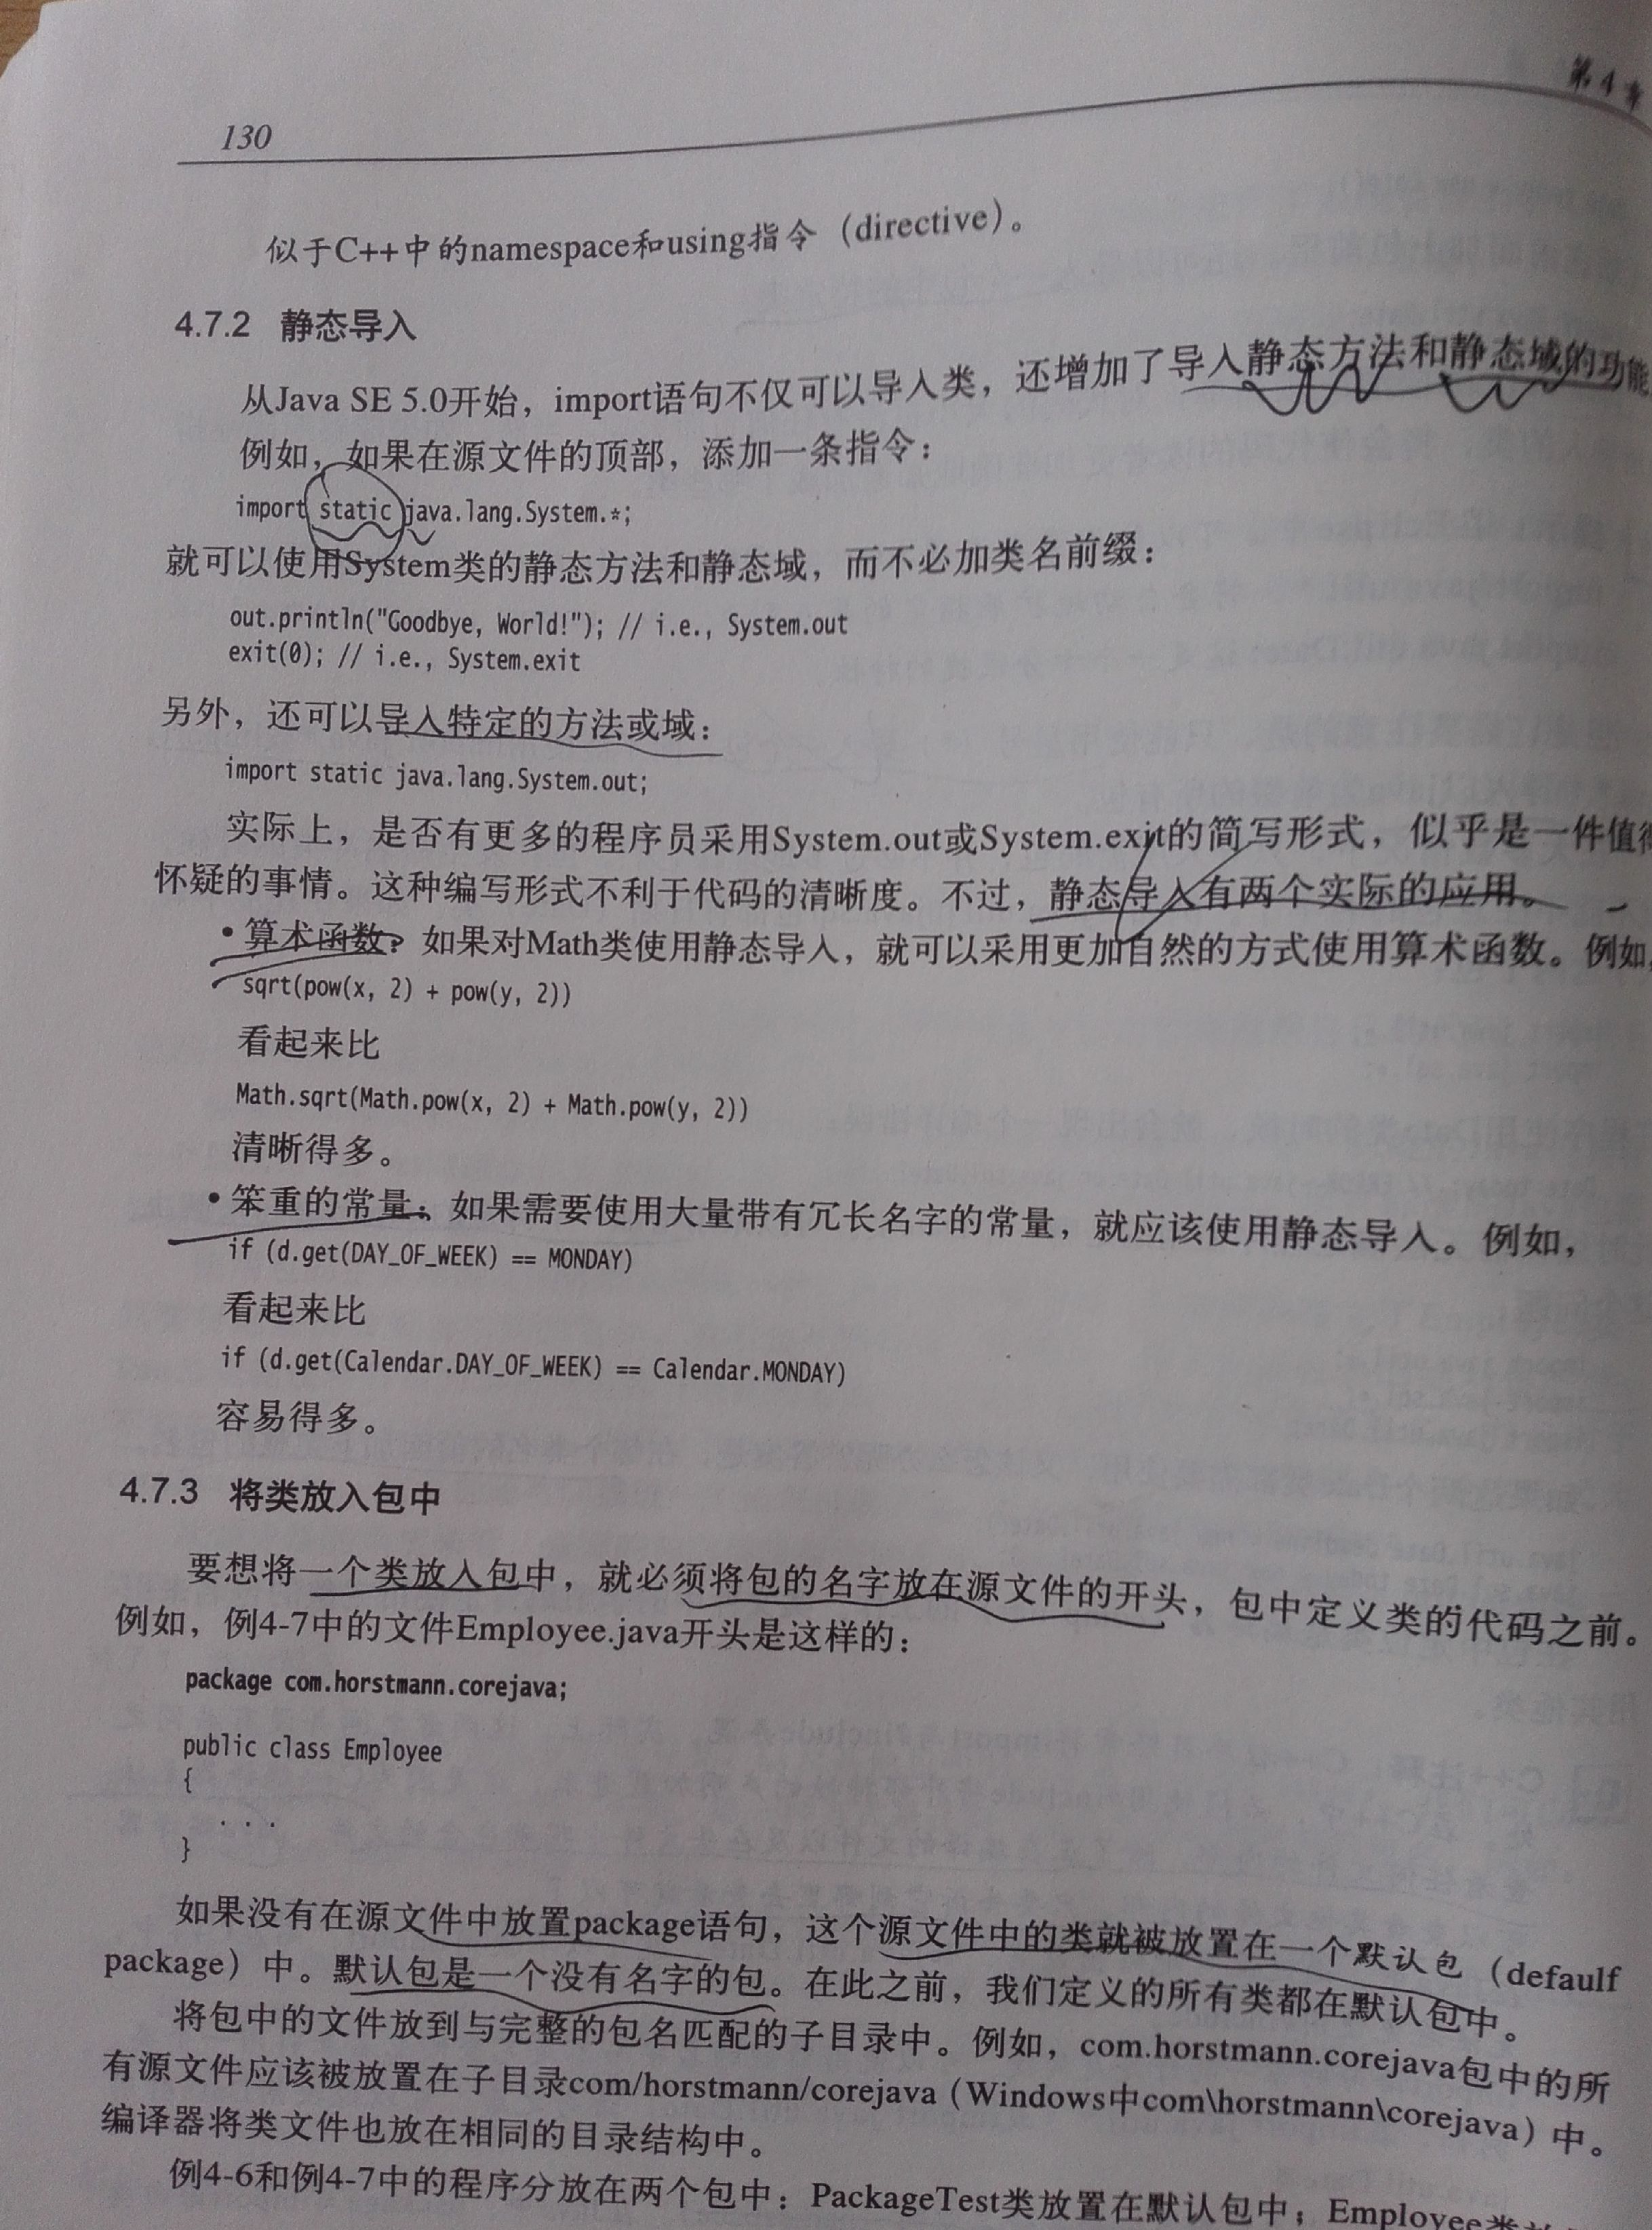 第4章
130
似于C++中的namespace和using指令（directive）。
4.7.2 静态导入
从Java SE 5.0开始，import语句不仅可以导入类，还增加了导入静态方法和静态域的功能
例如，如果在源文件的顶部，添加一条指令：
import static java.lang.System.*;
就可以使用System类的静态方法和静态域，而不必加类名前缀：
out.println("Goodbye, World!"); // i.e., System.out
exit(0); // i.e., System.exit
另外，还可以导入特定的方法或域：
import static java.lang.System.out;
实际上，是否有更多的程序员采用System.out或System.exit的简写形式，似乎是一件值得
怀疑的事情。这种编写形式不利于代码的清晰度。不过，静态导入有两个实际的应用。
• 算术函数：如果对Math类使用静态导入，就可以采用更加自然的方式使用算术函数。例如，
sqrt(pow(x, 2) + pow(y, 2))
看起来比
Math.sqrt(Math.pow(x, 2) + Math.pow(y, 2))
清晰得多。
• 笨重的常量：如果需要使用大量带有冗长名字的常量，就应该使用静态导入。例如，
if (d.get(DAY_OF_WEEK) == MONDAY)
看起来比
if (d.get(Calendar.DAY_OF_WEEK) == Calendar.MONDAY)
容易得多。
4.7.3 将类放入包中
要想将一个类放入包中，就必须将包的名字放在源文件的开头，包中定义类的代码之前。
例如，例4-7中的文件Employee.java开头是这样的：
package com.horstmann.corejava;
public class Employee
{
. . .
}
如果没有在源文件中放置package语句，这个源文件中的类就被放置在一个默认包（defaulf
package）中。默认包是一个没有名字的包。在此之前，我们定义的所有类都在默认包中。
将包中的文件放到与完整的包名匹配的子目录中。例如，com.horstmann.corejava包中的所
有源文件应该被放置在子目录com/horstmann/corejava（Windows中com\horstmann\corejava）中。
编译器将类文件也放在相同的目录结构中。
例4-6和例4-7中的程序分放在两个包中：PackageTest类放置在默认包中；Employee类